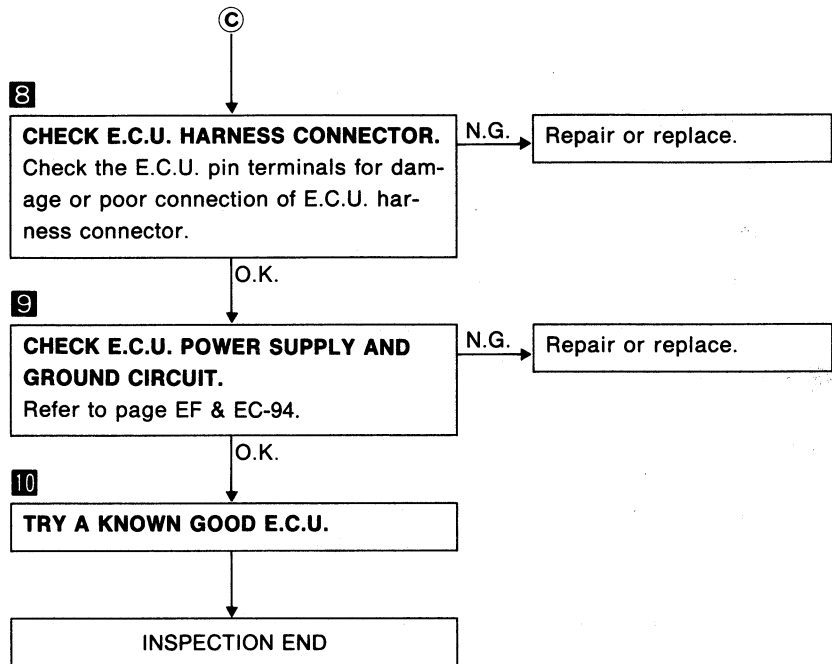 C
8
CHECK E.C.U. HARNESS CONNECTOR.
Check the E.C.U. pin terminals for dam-
age or poor connection of E.C.U. har-
ness connector.
N.G.
Repair or replace.
O.K.
9
CHECK E.C.U. POWER SUPPLY AND
GROUND CIRCUIT.
Refer to page EF & EC-94.
N.G.
Repair or replace.
O.K.
10
TRY A KNOWN GOOD E.C.U.
INSPECTION END